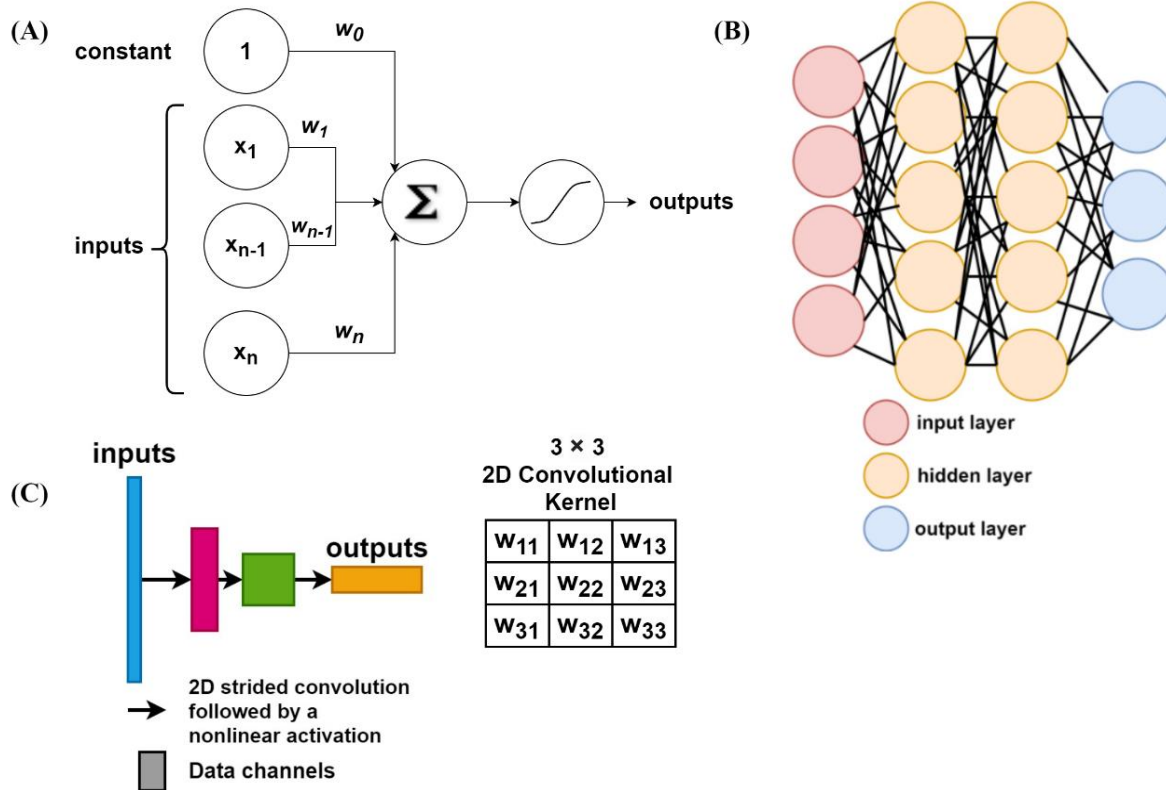 (A)
constant
1
w0
inputs
x1
w1
xn-1
wn-1
xn
wn
Σ
outputs
(B)
input layer
hidden layer
output layer
(C)
inputs
outputs
2D strided convolution
followed by a
nonlinear activation
Data channels
3 × 3
2D Convolutional
Kernel
w11 w12 w13
w21 w22 w23
w31 w32 w33